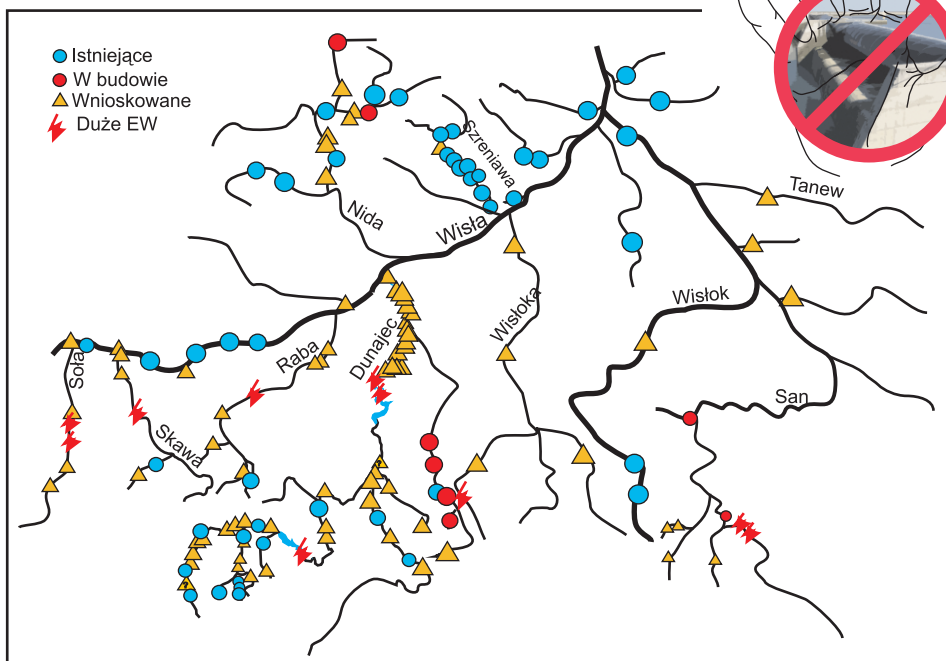 Istniejące
W budowie
Wnioskowane
Duże EW
Szreniawa
Tanew
Nida
Wisła
Wisłok
Wisłoka
Dunajec
Raba
Soła
San
Skawa